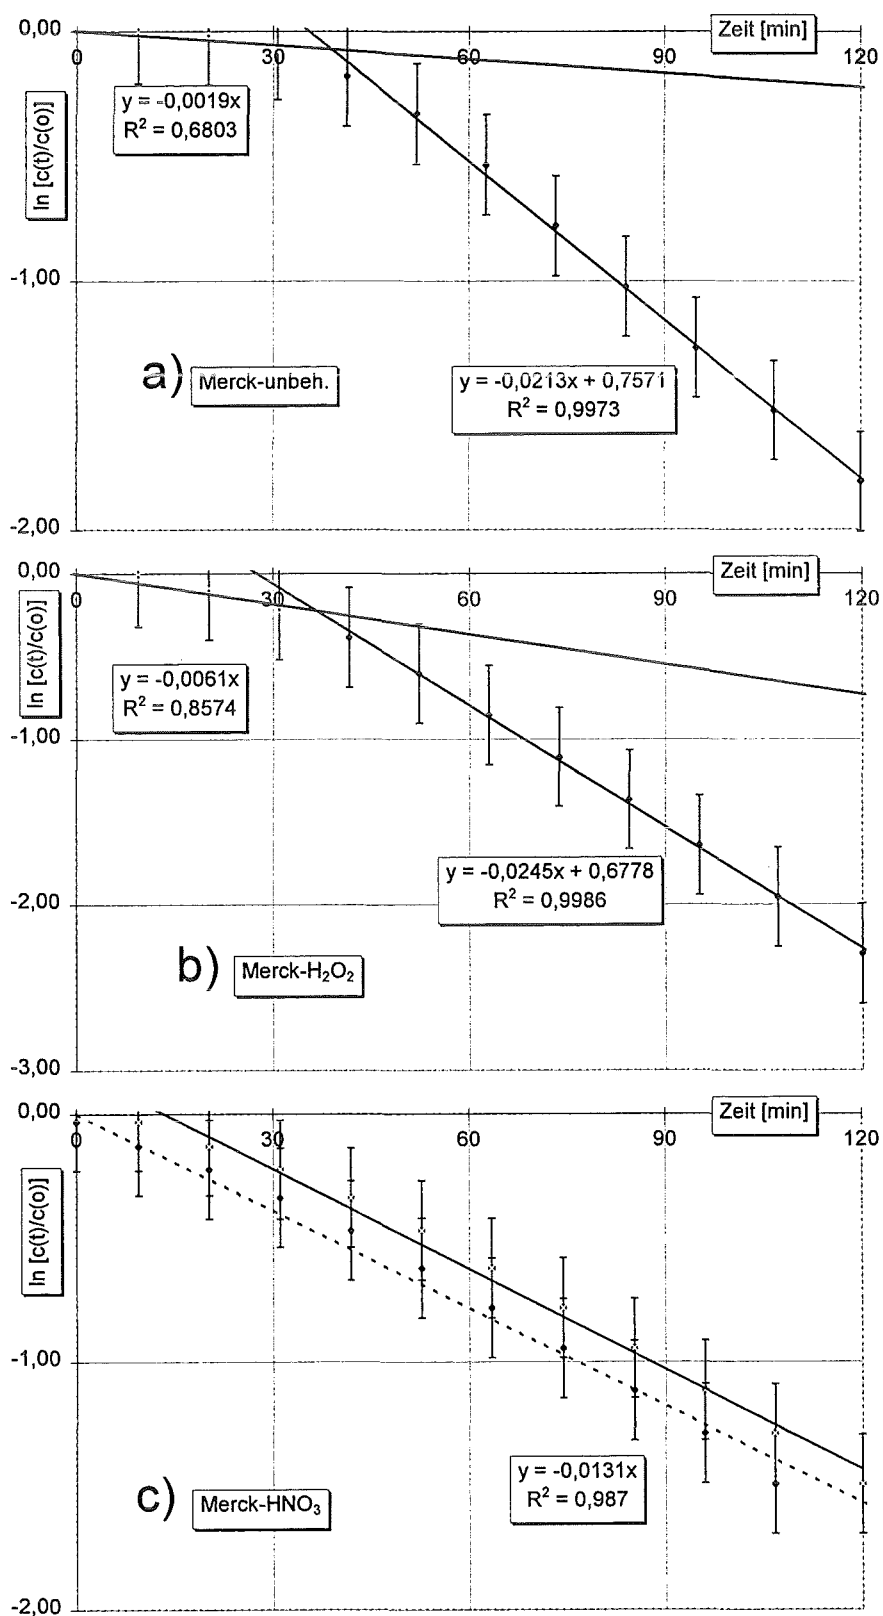 0,00
Zeit [min]
0
30
60
90
120
y = -0,0019x
R² = 0,6803
ln [c(t)/c(o)]
-1,00
a)
Merck-unbeh.
y = -0,0213x + 0,7571
R² = 0,9973
-2,00
0,00
Zeit [min]
0
30
60
90
120
ln [c(t)/c(o)]
y = -0,0061x
R² = 0,8574
-1,00
y = -0,0245x + 0,6778
R² = 0,9986
-2,00
b)
Merck-H₂O₂
-3,00
0,00
Zeit [min]
0
30
60
90
120
ln [c(t)/c(o)]
-1,00
y = -0,0131x
R² = 0,987
c)
Merck-HNO₃
-2,00